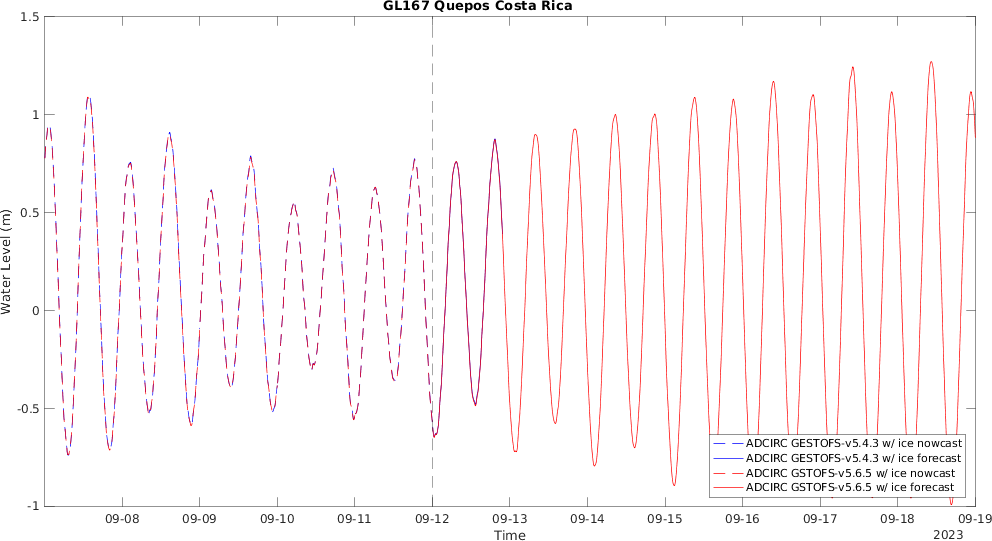 GL167 Quepos Costa Rica
1.5
1
0.5
0
-0.5
-1
Water Level (m)
ADCIRC GESTOFS-v5.4.3 w/ ice nowcast
ADCIRC GESTOFS-v5.4.3 w/ ice forecast
ADCIRC GSTOFS-v5.6.5 w/ ice nowcast
ADCIRC GSTOFS-v5.6.5 w/ ice forecast
09-08 09-09 09-10 09-11 09-12 09-13 09-14 09-15 09-16 09-17 09-18 09-19
Time
2023